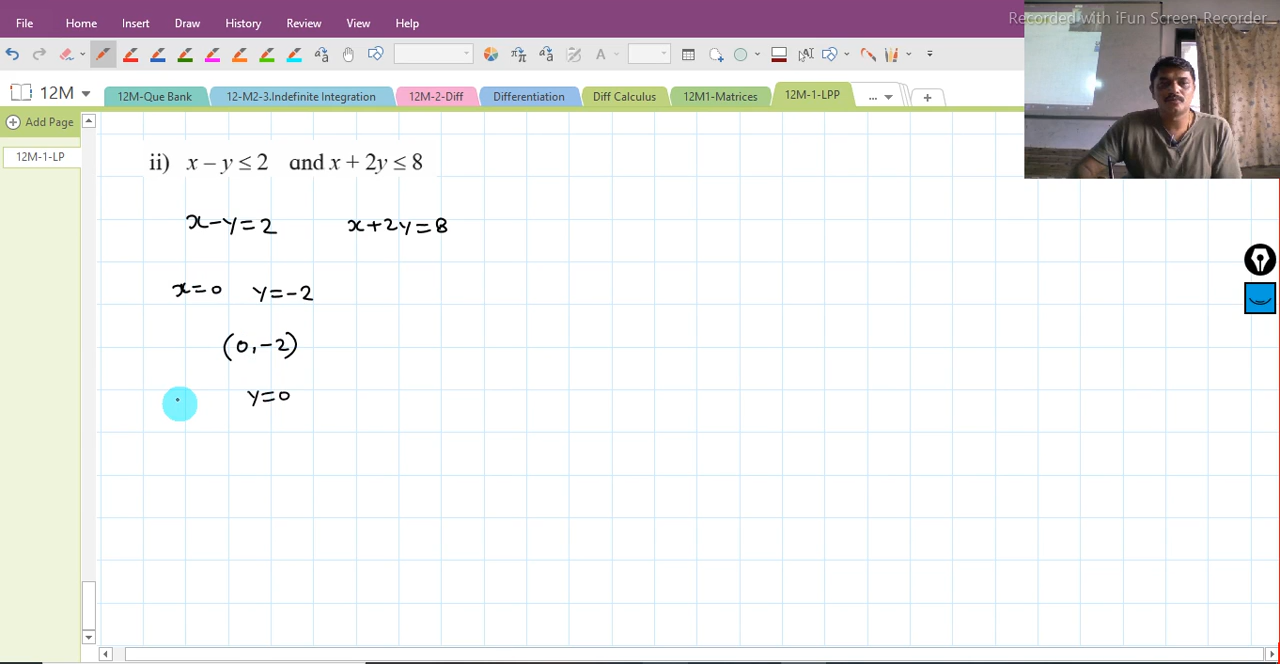 File Home Insert Draw History Review View Help
Recorded with iFun Screen Recorder
12M 12M-Que Bank 12-M2-3.Indefinite Integration 12M-2-Diff Differentiation Diff Calculus 12M1-Matrices 12M-1-LPP ...
Add Page
12M-1-LP
ii) x – y ≤ 2 and x + 2y ≤ 8
x-y=2 x+2y=8
x=0 y=-2
(0,-2)
y=0